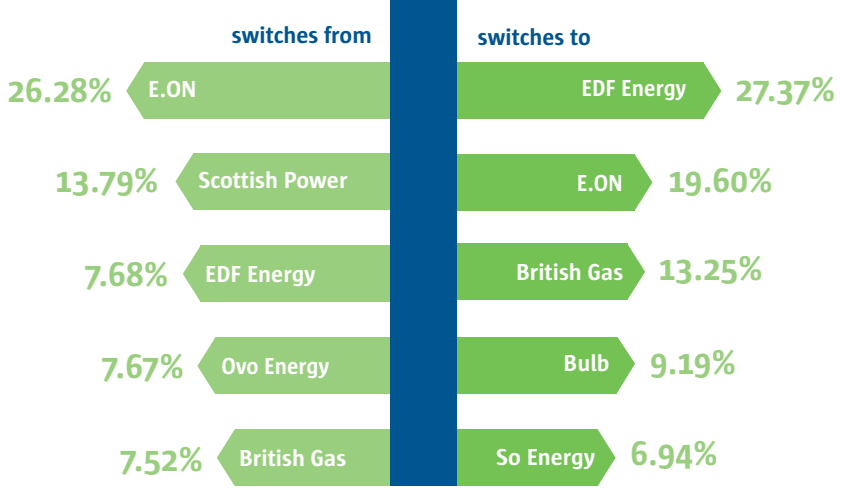 switches from switches to
26.28% E.ON EDF Energy 27.37%
13.79% Scottish Power E.ON 19.60%
7.68% EDF Energy British Gas 13.25%
7.67% Ovo Energy Bulb 9.19%
7.52% British Gas So Energy 6.94%